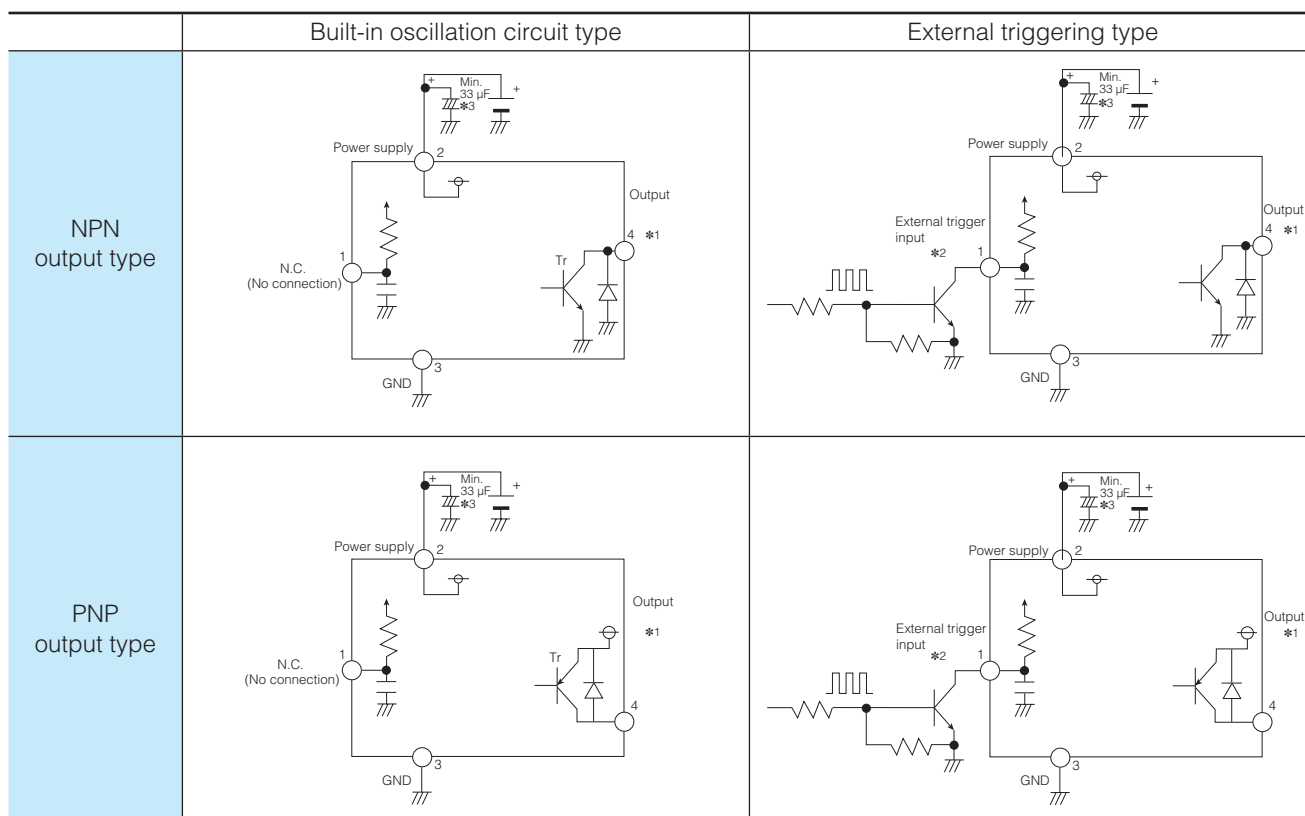 Built-in oscillation circuit type
External triggering type
NPN
output type
+
Min.
33 µF
✽3
+
Power supply
2
Output
4 ✽1
Tr
1
N.C.
(No connection)
3
GND
+
Min.
33 µF
✽3
+
Power supply
2
Output
4 ✽1
External trigger
input
✽2
1
3
GND
PNP
output type
+
Min.
33 µF
✽3
+
Power supply
2
Output
✽1
Tr
1
N.C.
(No connection)
4
3
GND
+
Min.
33 µF
✽3
+
Power supply
2
Output
✽1
External trigger
input
✽2
1
4
3
GND